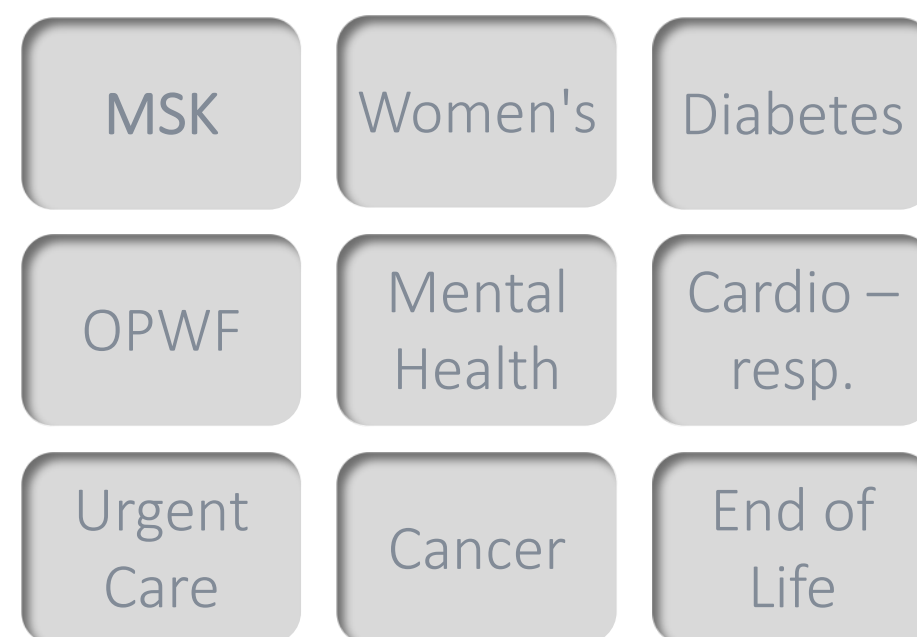 MSK
Women's
Diabetes
OPWF
Mental
Health
Cardio –
resp.
Urgent
Care
Cancer
End of
Life